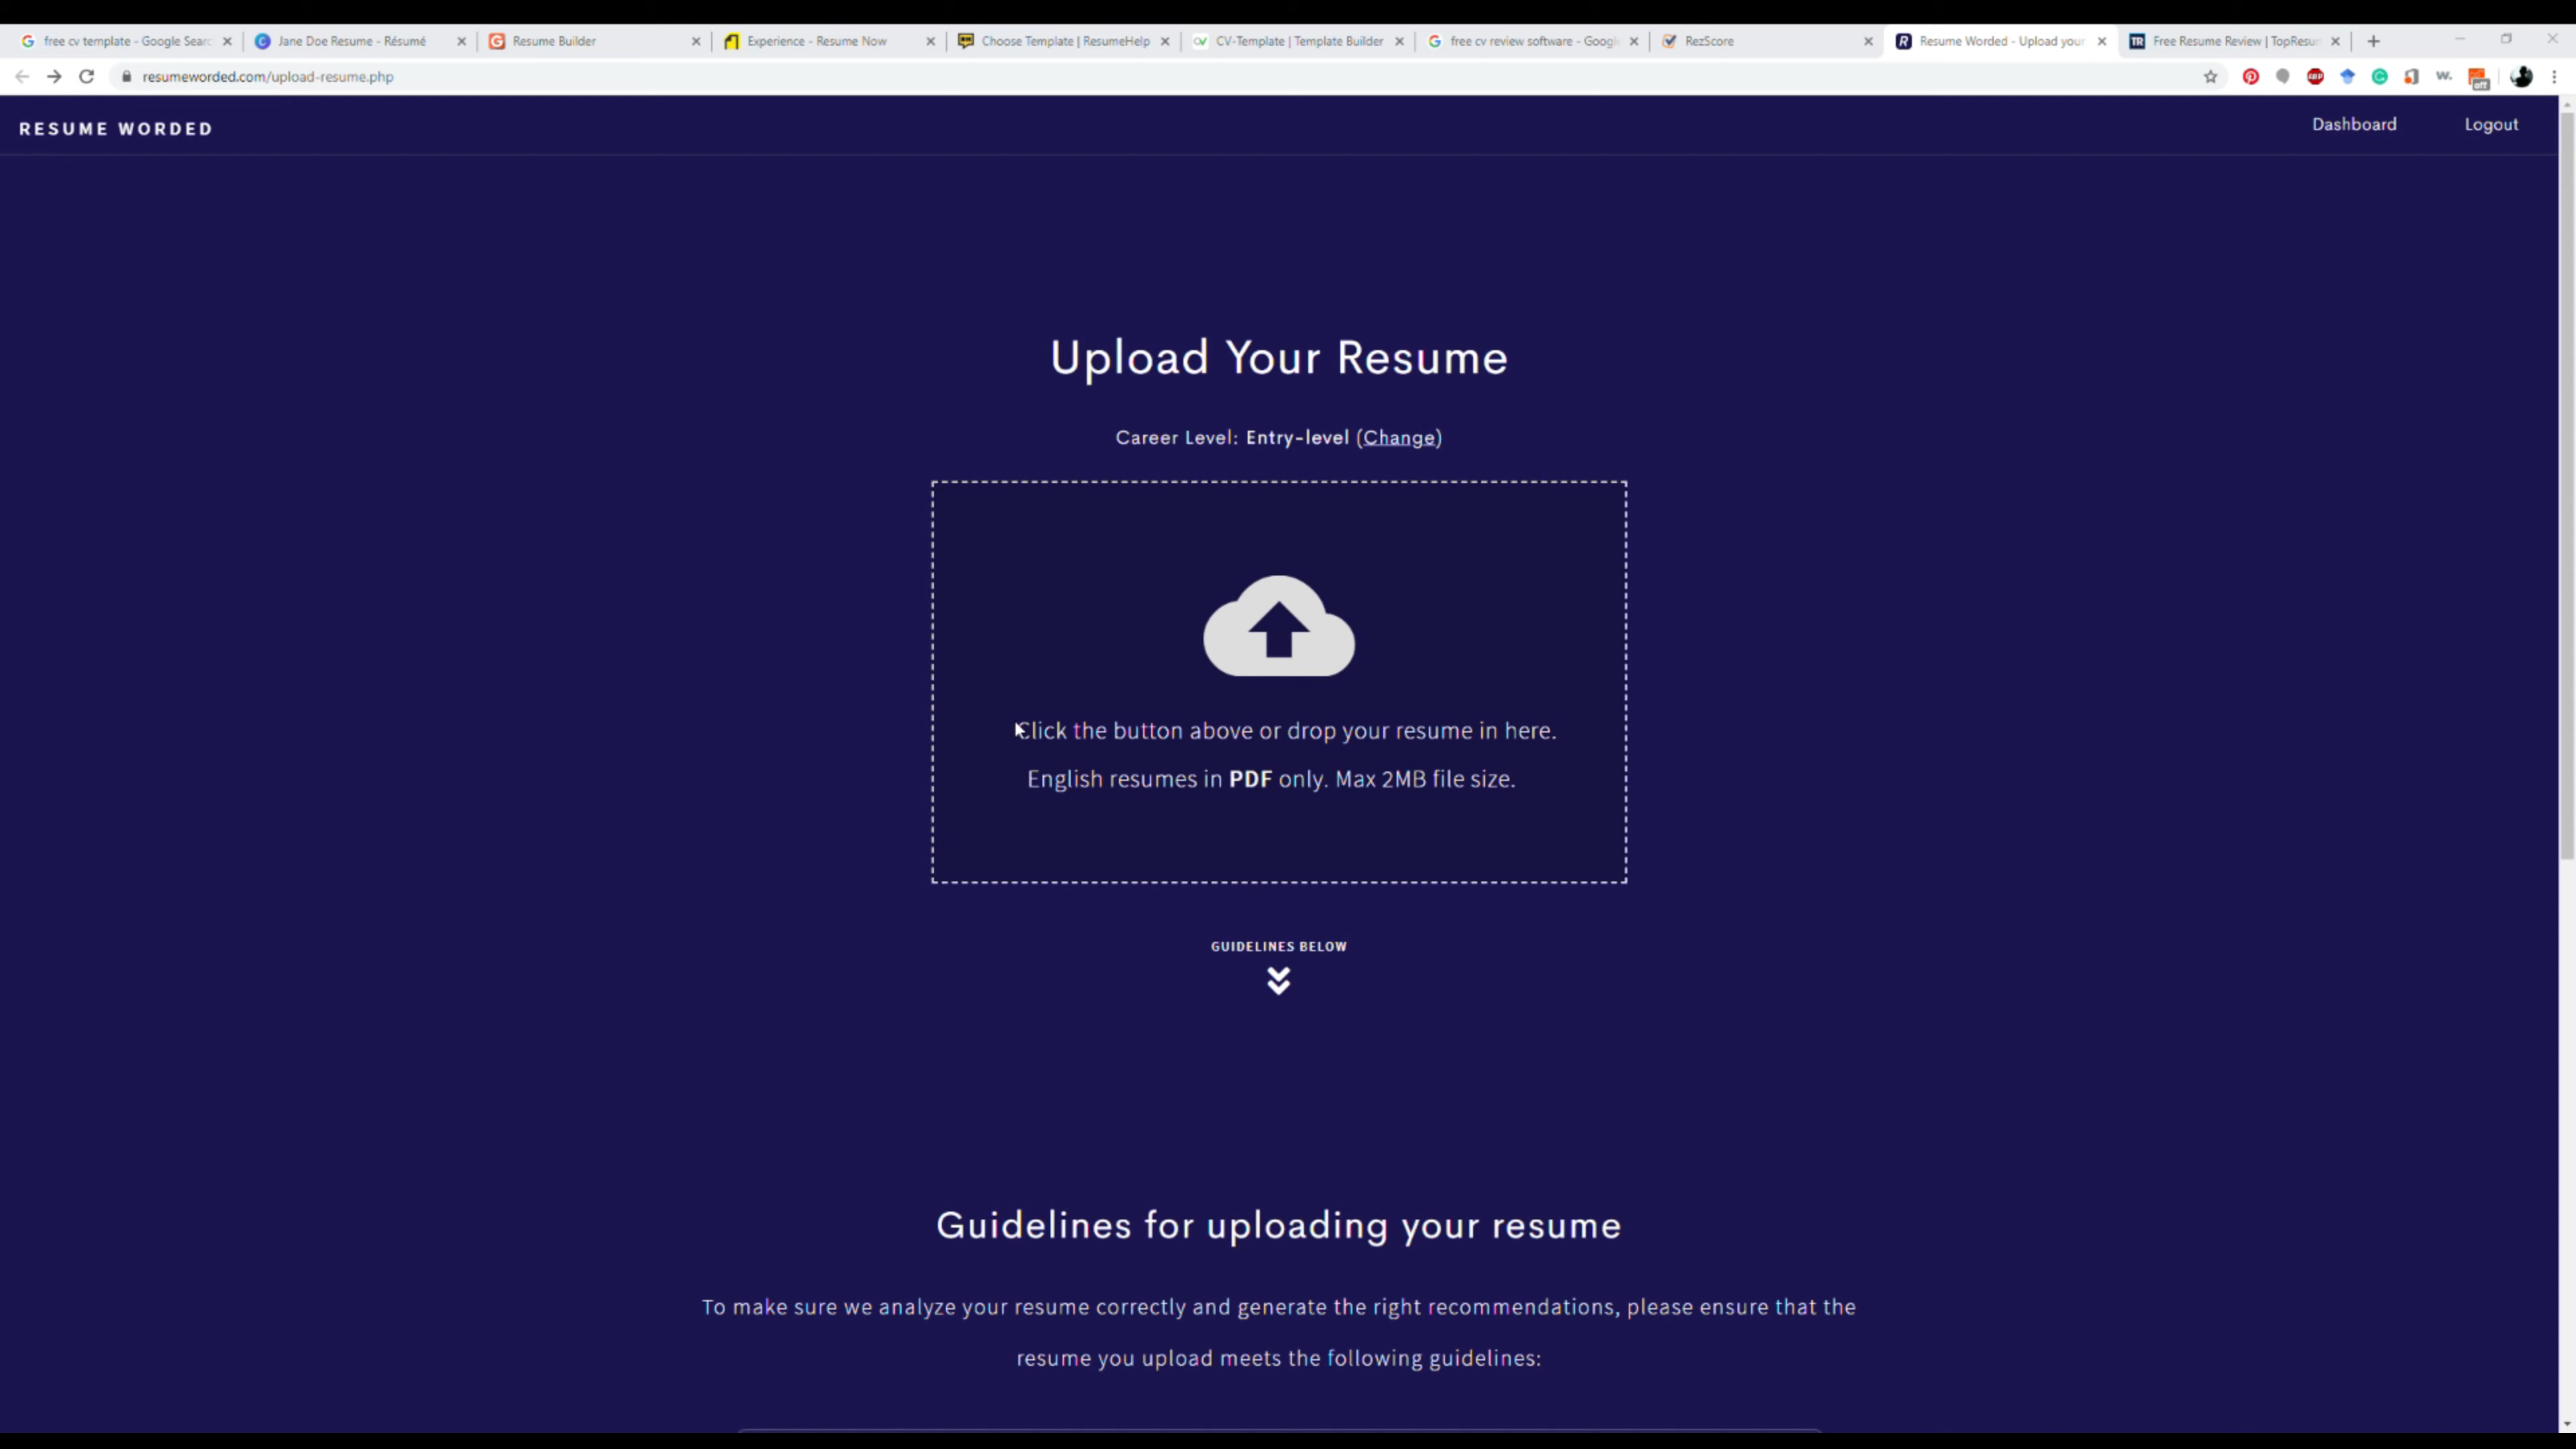 free cv template - Google Searc
Jane Doe Resume - Résumé
Resume Builder
Experience - Resume Now
Choose Template | ResumeHelp
CV-Template | Template Builder
free cv review software - Googl
RezScore
Resume Worded - Upload your
Free Resume Review | TopResum
resumeworded.com/upload-resume.php
RESUME WORDED
Dashboard
Logout
Upload Your Resume
Career Level: Entry-level (Change)
Click the button above or drop your resume in here.
English resumes in PDF only. Max 2MB file size.
GUIDELINES BELOW
Guidelines for uploading your resume
To make sure we analyze your resume correctly and generate the right recommendations, please ensure that the
resume you upload meets the following guidelines: